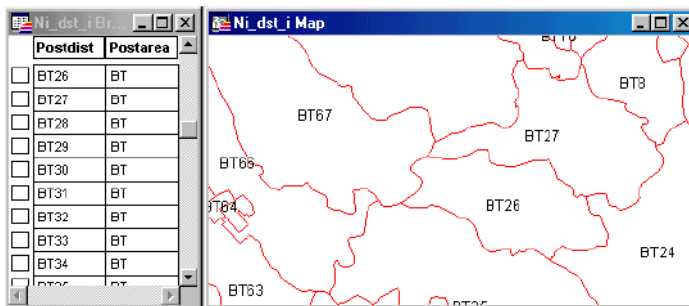 Ni_dst_i Br...
Postdist Postarea
BT26 BT
BT27 BT
BT28 BT
BT29 BT
BT30 BT
BT31 BT
BT32 BT
BT33 BT
BT34 BT
Ni_dst_i Map
BT8
BT67
BT27
BT66
BT64
BT26
BT24
BT63